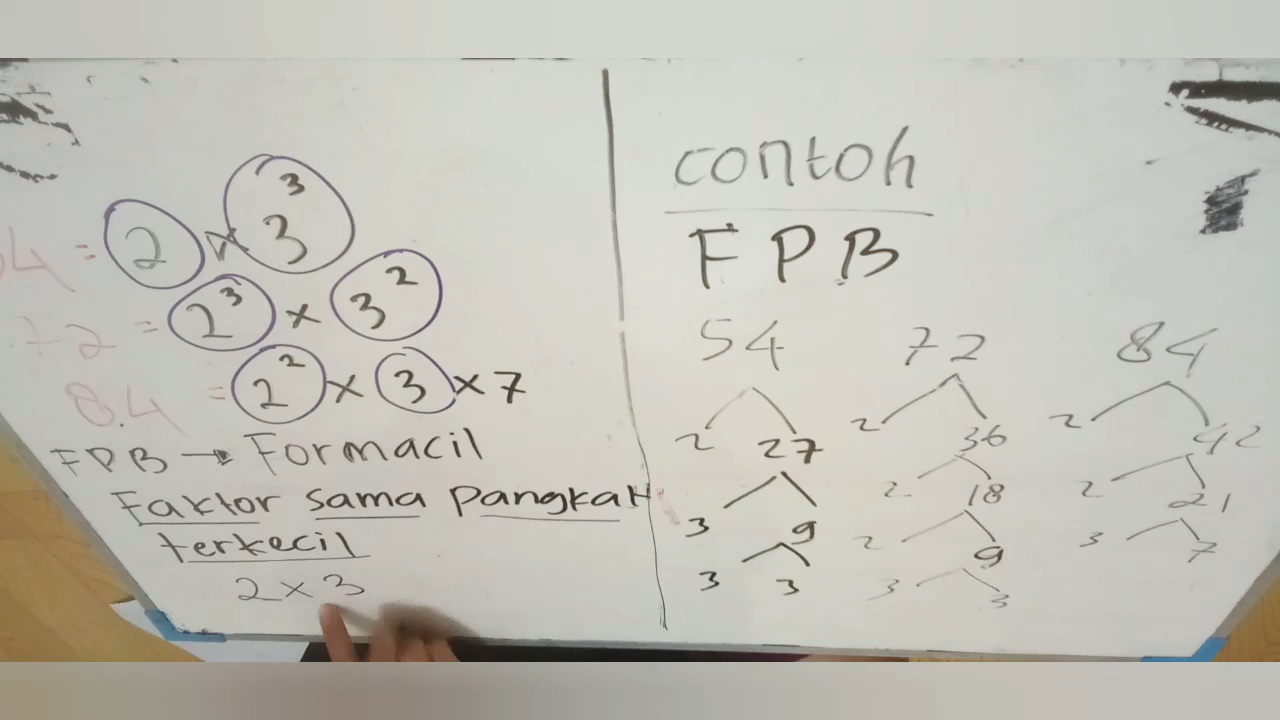 54 = 2 x 3³
72 = 2³ x 3²
84 = 2² x 3 x 7
FPB → Formacil
Faktor sama pangkat
terkecil
2 x 3
contoh
FPB
54 72 84
2 27 2 36 2 42
3 9 2 18 2 21
3 3 2 9 3 7
3 3